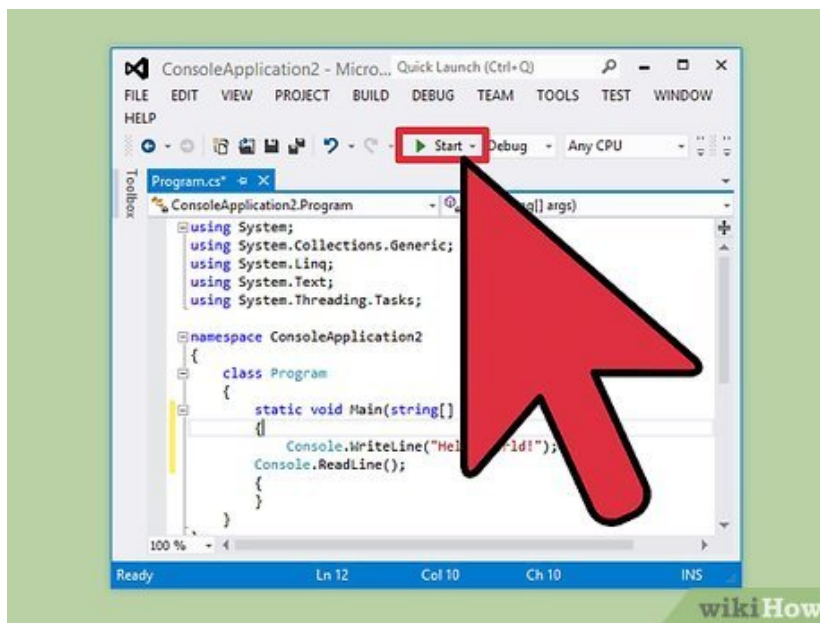 ConsoleApplication2 - Micro... Quick Launch (Ctrl+Q)
FILE EDIT VIEW PROJECT BUILD DEBUG TEAM TOOLS TEST WINDOW
HELP
Start Debug Any CPU
Toolbox
Program.cs*
ConsoleApplication2.Program args)
using System;
using System.Collections.Generic;
using System.Linq;
using System.Text;
using System.Threading.Tasks;
namespace ConsoleApplication2
{
class Program
{
static void Main(string[]
{
Console.WriteLine("Hel rld!");
Console.ReadLine();
{
}
}
100 %
Ready Ln 12 Col 10 Ch 10 INS
wikiHow